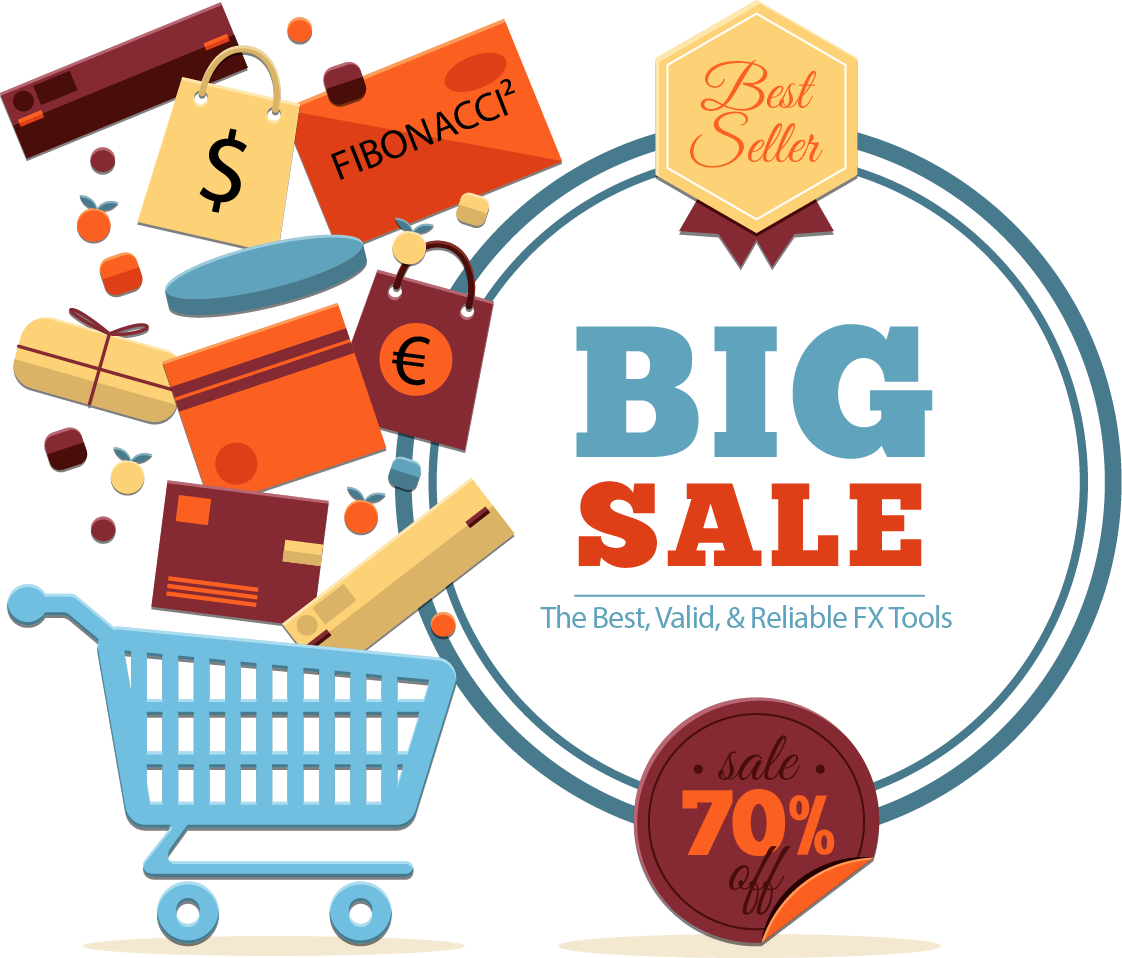 $
FIBONACCI²
€
Best
Seller
BIG
SALE
The Best, Valid, & Reliable FX Tools
• sale •
70%
off